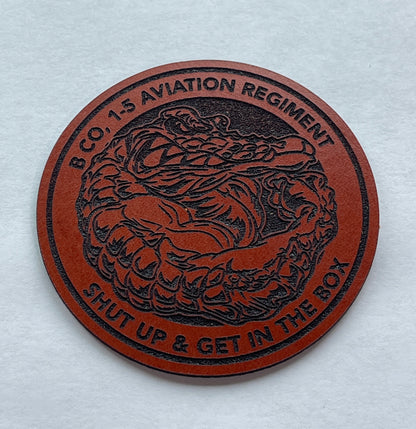 B CO, 1-5 AVIATION REGIMENT
SHUT UP & GET IN THE BOX